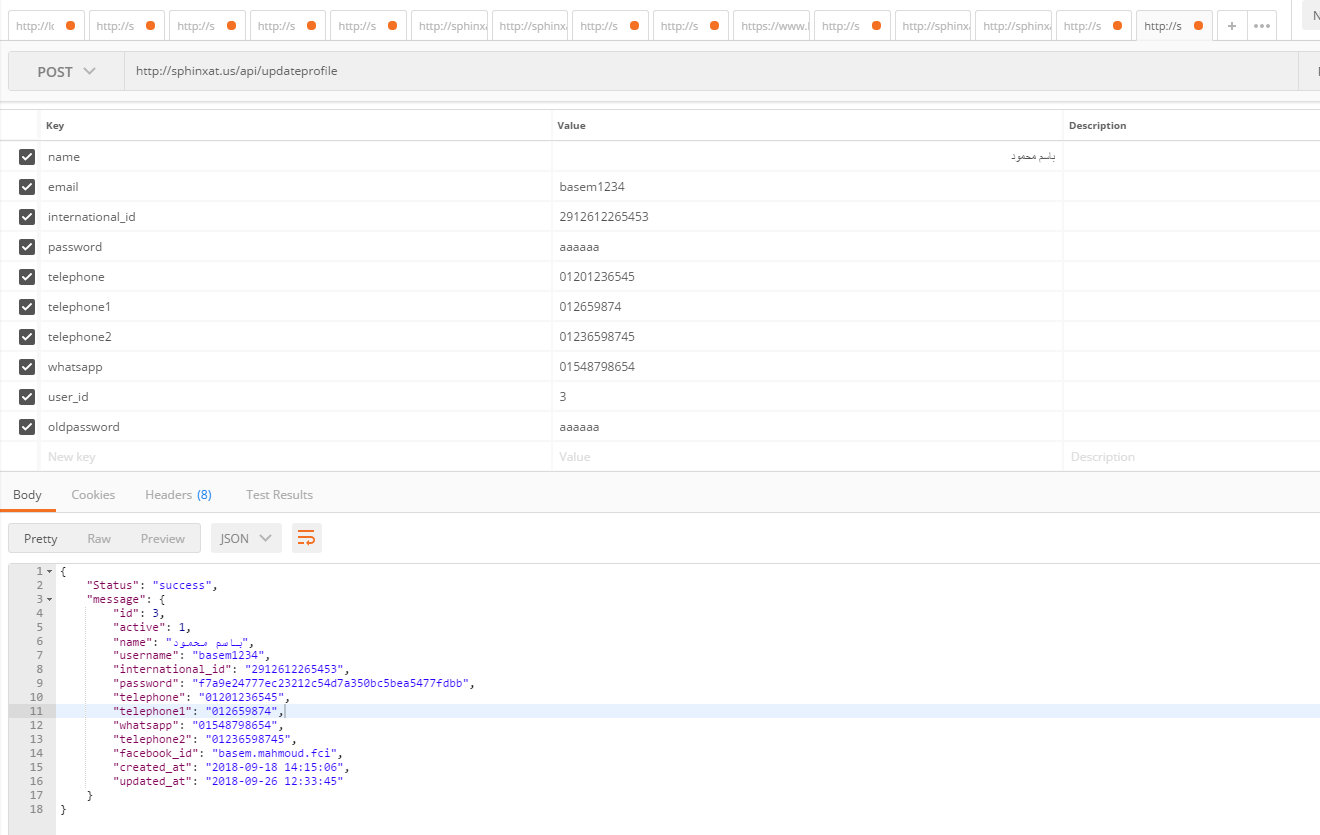 http://lc http://s http://s http://s http://s http://sphinxa http://sphinxa http://s http://s https://www.l http://s http://sphinxa http://sphinxa http://s http://s + ••• N
POST http://sphinxat.us/api/updateprofile
Key Value Description
name باسم محمود
email basem1234
international_id 2912612265453
password aaaaaa
telephone 01201236545
telephone1 012659874
telephone2 01236598745
whatsapp 01548798654
user_id 3
oldpassword aaaaaa
New key Value Description
Body Cookies Headers (8) Test Results
Pretty Raw Preview JSON
1 {
2 "Status": "success",
3 "message": {
4 "id": 3,
5 "active": 1,
6 "name": "باسم محمود",
7 "username": "basem1234",
8 "international_id": "2912612265453",
9 "password": "f7a9e24777ec23212c54d7a350bc5bea5477fdbb",
10 "telephone": "01201236545",
11 "telephone1": "012659874",
12 "whatsapp": "01548798654",
13 "telephone2": "01236598745",
14 "facebook_id": "basem.mahmoud.fci",
15 "created_at": "2018-09-18 14:15:06",
16 "updated_at": "2018-09-26 12:33:45"
17 }
18 }